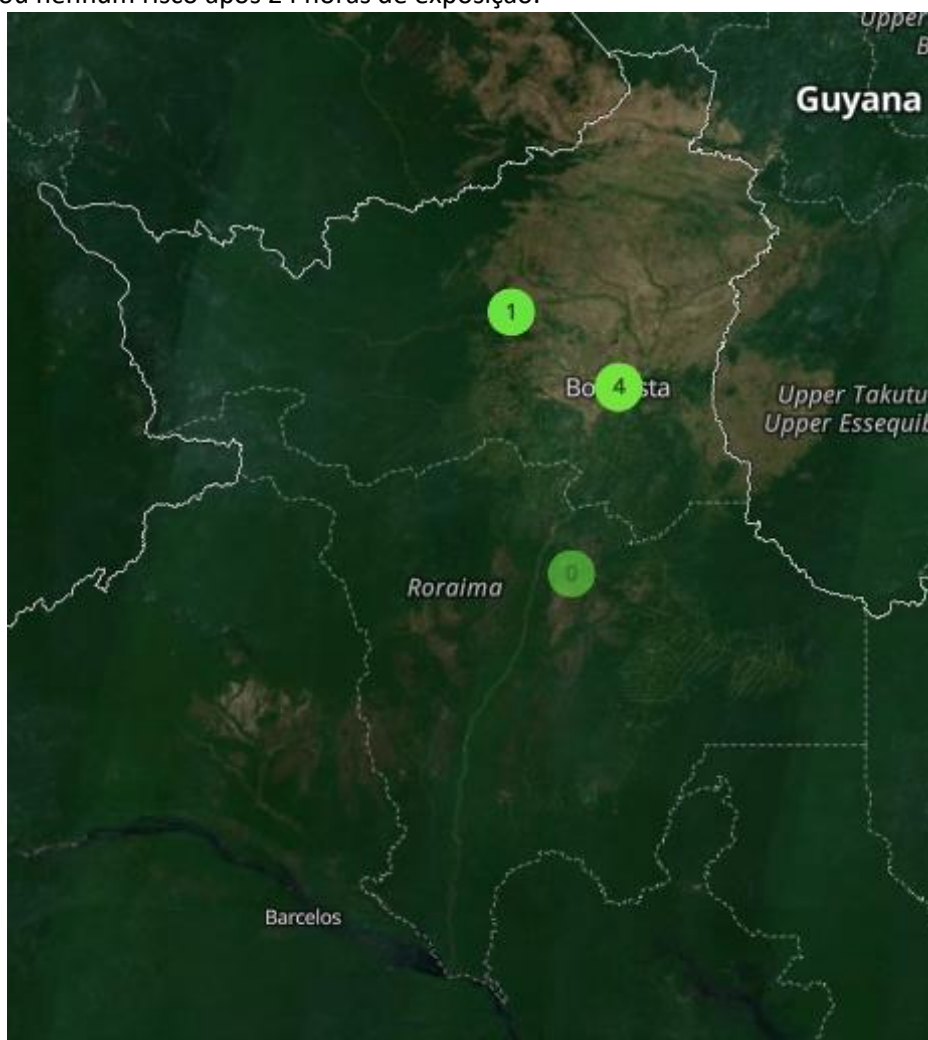 ou nenhum risco após 24 horas de exposição.
Upper
B
Guyana
1
Bo
4
sta
Upper Takutu
Upper Essequib
0
Roraima
Barcelos